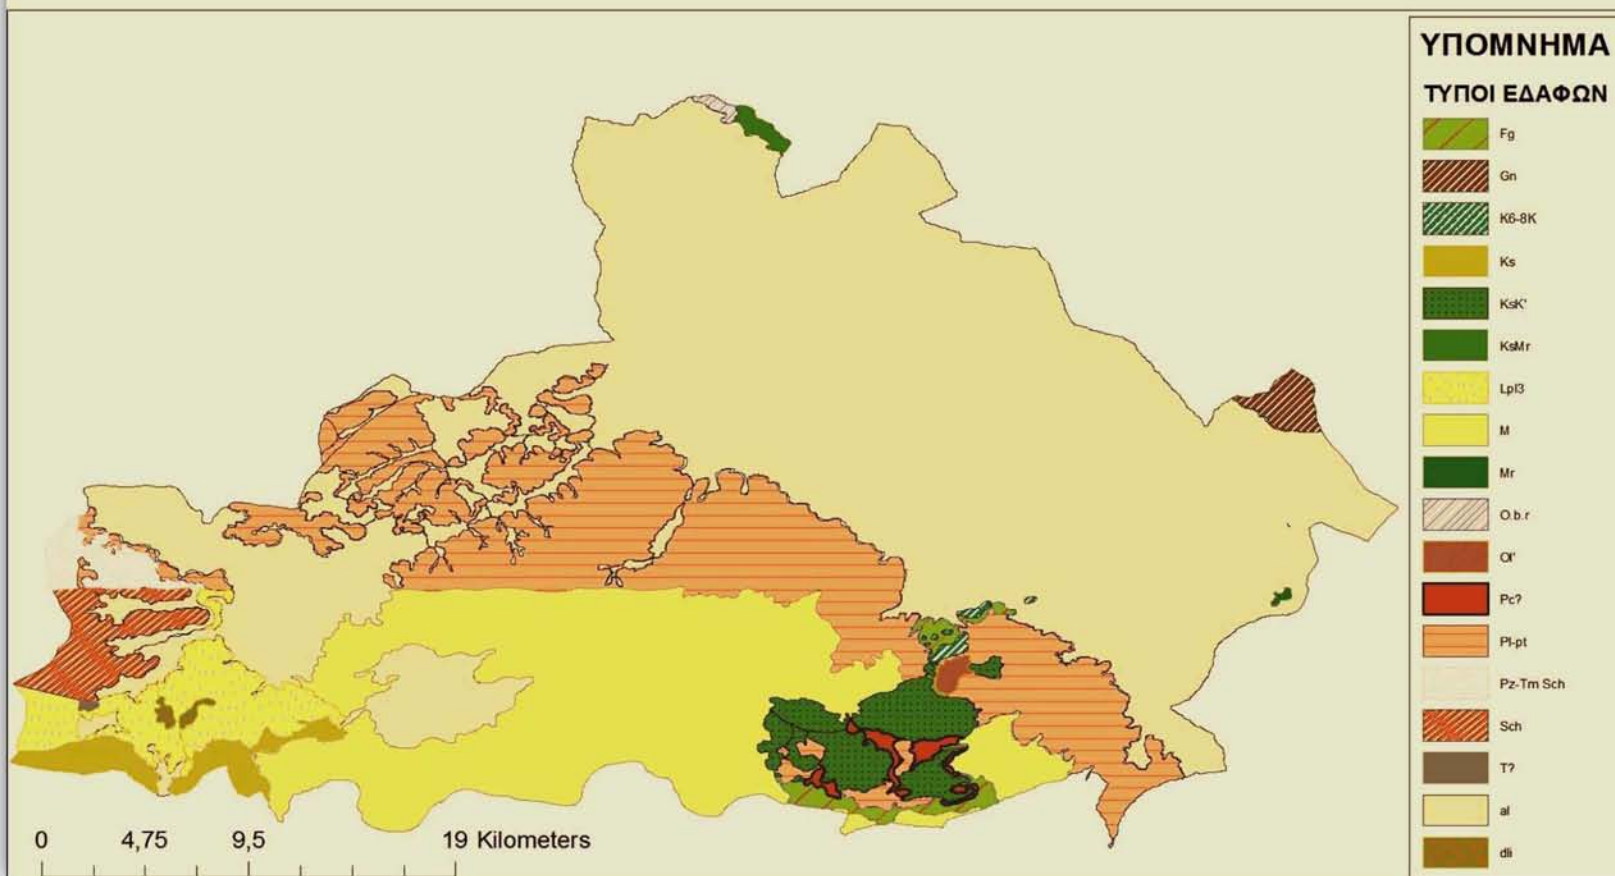 ΥΠΟΜΝΗΜΑ
ΤΥΠΟΙ ΕΔΑΦΩΝ
Fg
Gn
K6-8K
Ks
KsK'
KsMr
Lpl3
M
Mr
O.b.r
Ol'
Pc?
Pl-pt
Pz-Tm Sch
Sch
T?
al
dli
0 4,75 9,5 19 Kilometers